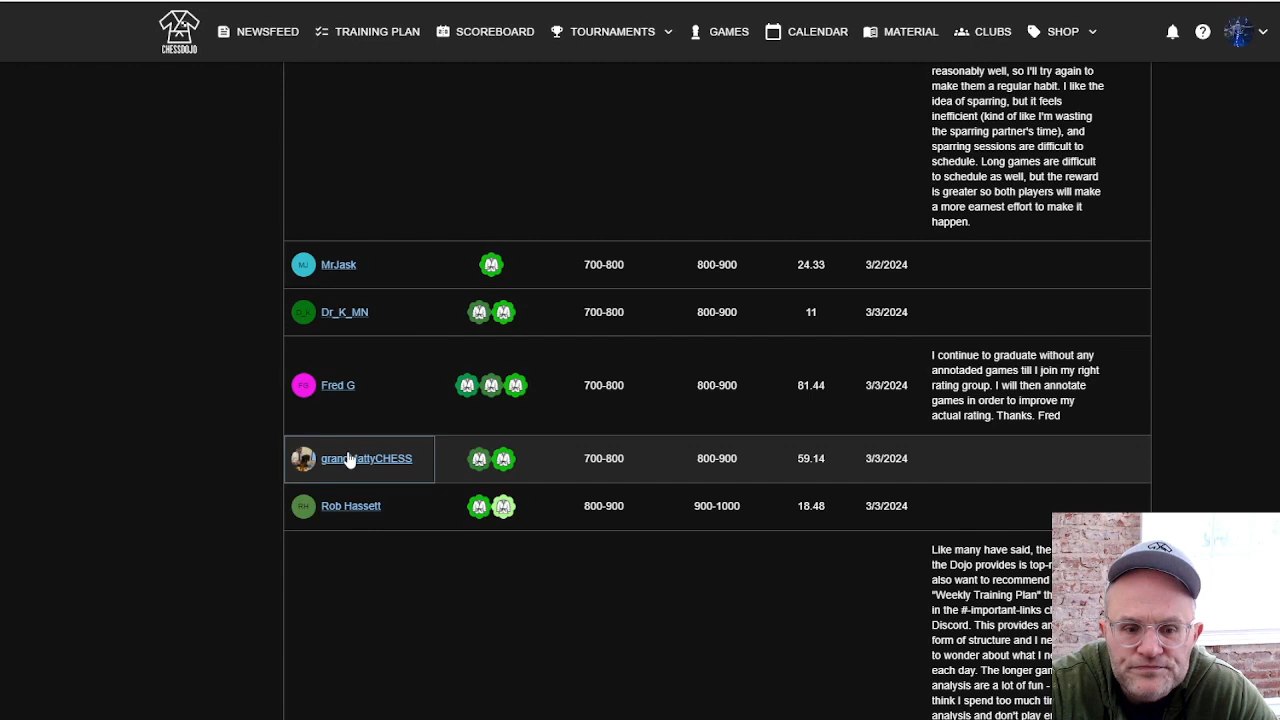 CHESSDOJO
NEWSFEED
TRAINING PLAN
SCOREBOARD
TOURNAMENTS
GAMES
CALENDAR
MATERIAL
CLUBS
SHOP
reasonably well, so I'll try again to
make them a regular habit. I like the
idea of sparring, but it feels
inefficient (kind of like I'm wasting
the sparring partner's time), and
sparring sessions are difficult to
schedule. Long games are difficult
to schedule as well, but the reward
is greater so both players will make
a more earnest effort to make it
happen.
MJ MrJask 700-800 800-900 24.33 3/2/2024
D_K Dr_K_MN 700-800 800-900 11 3/3/2024
FG Fred G 700-800 800-900 81.44 3/3/2024
I continue to graduate without any
annotaded games till I join my right
rating group. I will then annotate
games in order to improve my
actual rating. Thanks. Fred
700-800 800-900 59.14 3/3/2024
RH Rob Hassett 800-900 900-1000 18.48 3/3/2024
Like many have said, the
the Dojo provides is
also want to recommend
"Weekly Training Plan"
in the #-important-links
Discord. This provides
form of structure and I
to wonder about what I
each day. The longer
analysis are a lot of fun -
think I spend too much
analysis and don't play